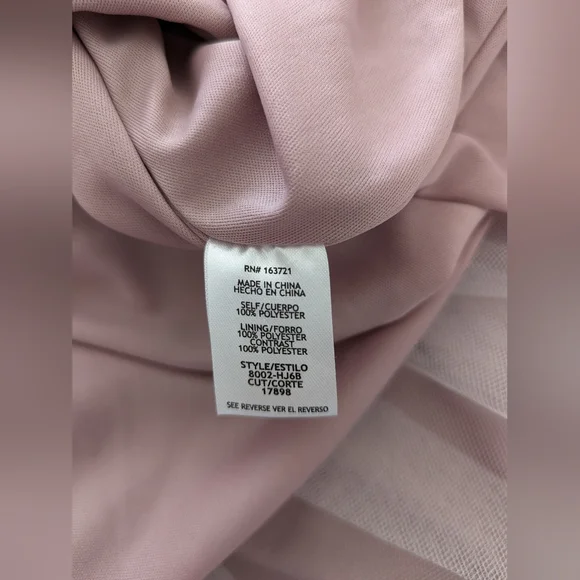 RN# 163721
MADE IN CHINA
HECHO EN CHINA
SELF/CUERPO
100% POLYESTER
LINING/FORRO
100% POLYESTER
CONTRAST
100% POLYESTER
STYLE/ESTILO
8002-HJ6B
CUT/CORTE
17898
SEE REVERSE VER EL REVERSO